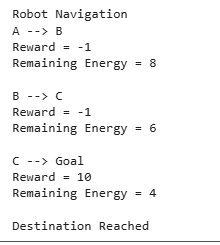 Robot Navigation
A --> B
Reward = -1
Remaining Energy = 8
B --> C
Reward = -1
Remaining Energy = 6
C --> Goal
Reward = 10
Remaining Energy = 4
Destination Reached